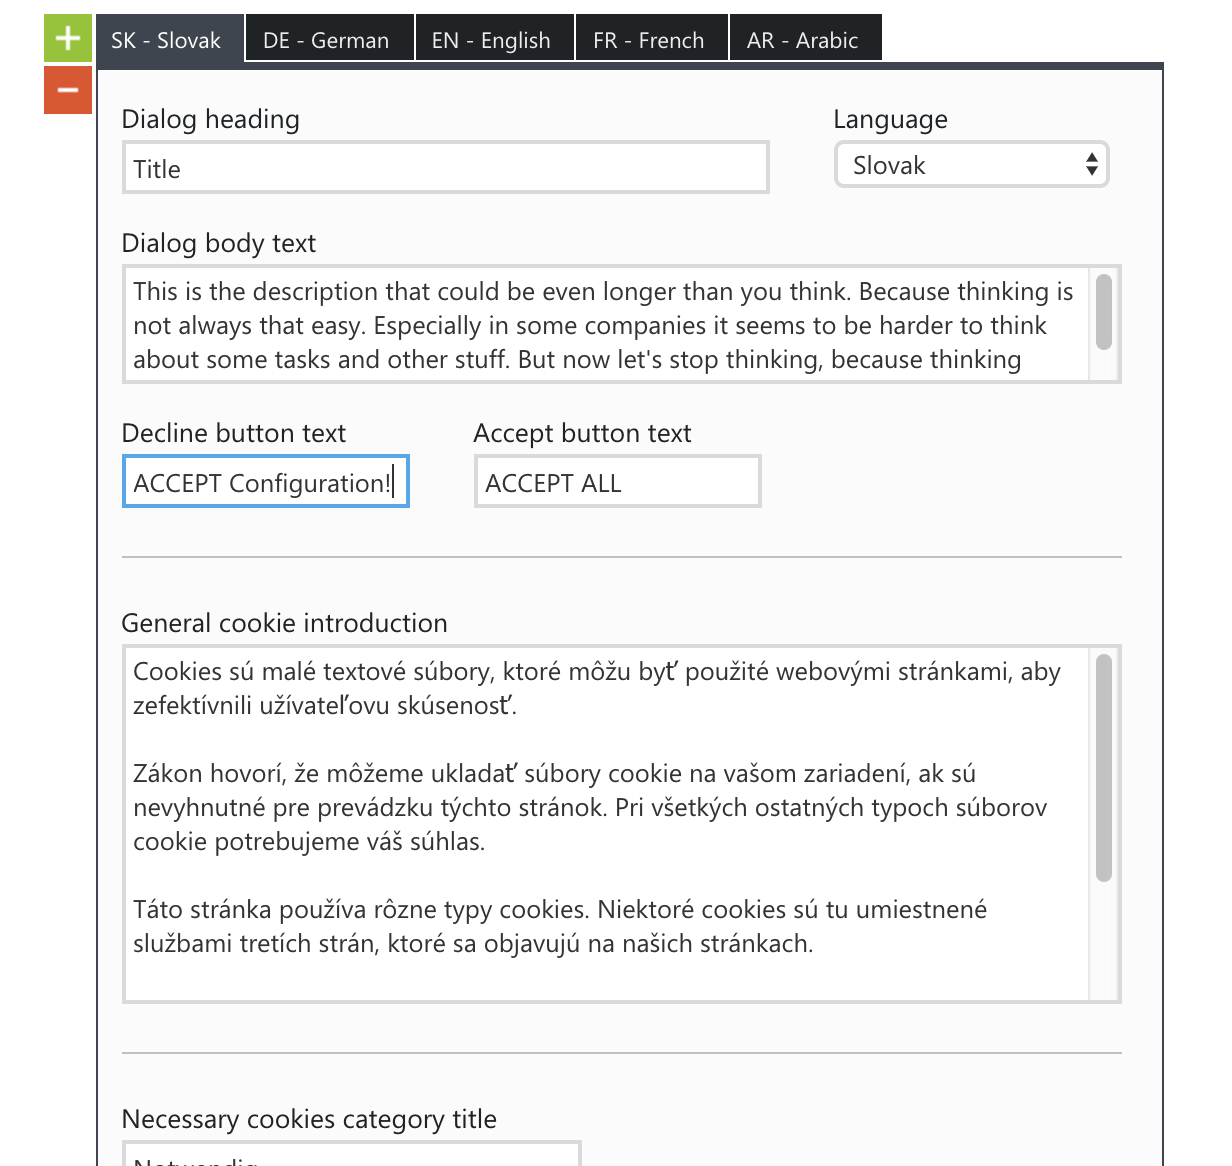 SK - Slovak
DE - German
EN - English
FR - French
AR - Arabic
Dialog heading
Language
Title
Slovak
Dialog body text
This is the description that could be even longer than you think. Because thinking is
not always that easy. Especially in some companies it seems to be harder to think
about some tasks and other stuff. But now let's stop thinking, because thinking
Decline button text
Accept button text
ACCEPT Configuration!
ACCEPT ALL
General cookie introduction
Cookies sú malé textové súbory, ktoré môžu byť použité webovými stránkami, aby
zefektívnili užívateľovu skúsenosť.
Zákon hovorí, že môžeme ukladať súbory cookie na vašom zariadení, ak sú
nevyhnutné pre prevádzku týchto stránok. Pri všetkých ostatných typoch súborov
cookie potrebujeme váš súhlas.
Táto stránka používa rôzne typy cookies. Niektoré cookies sú tu umiestnené
službami tretích strán, ktoré sa objavujú na našich stránkach.
Necessary cookies category title